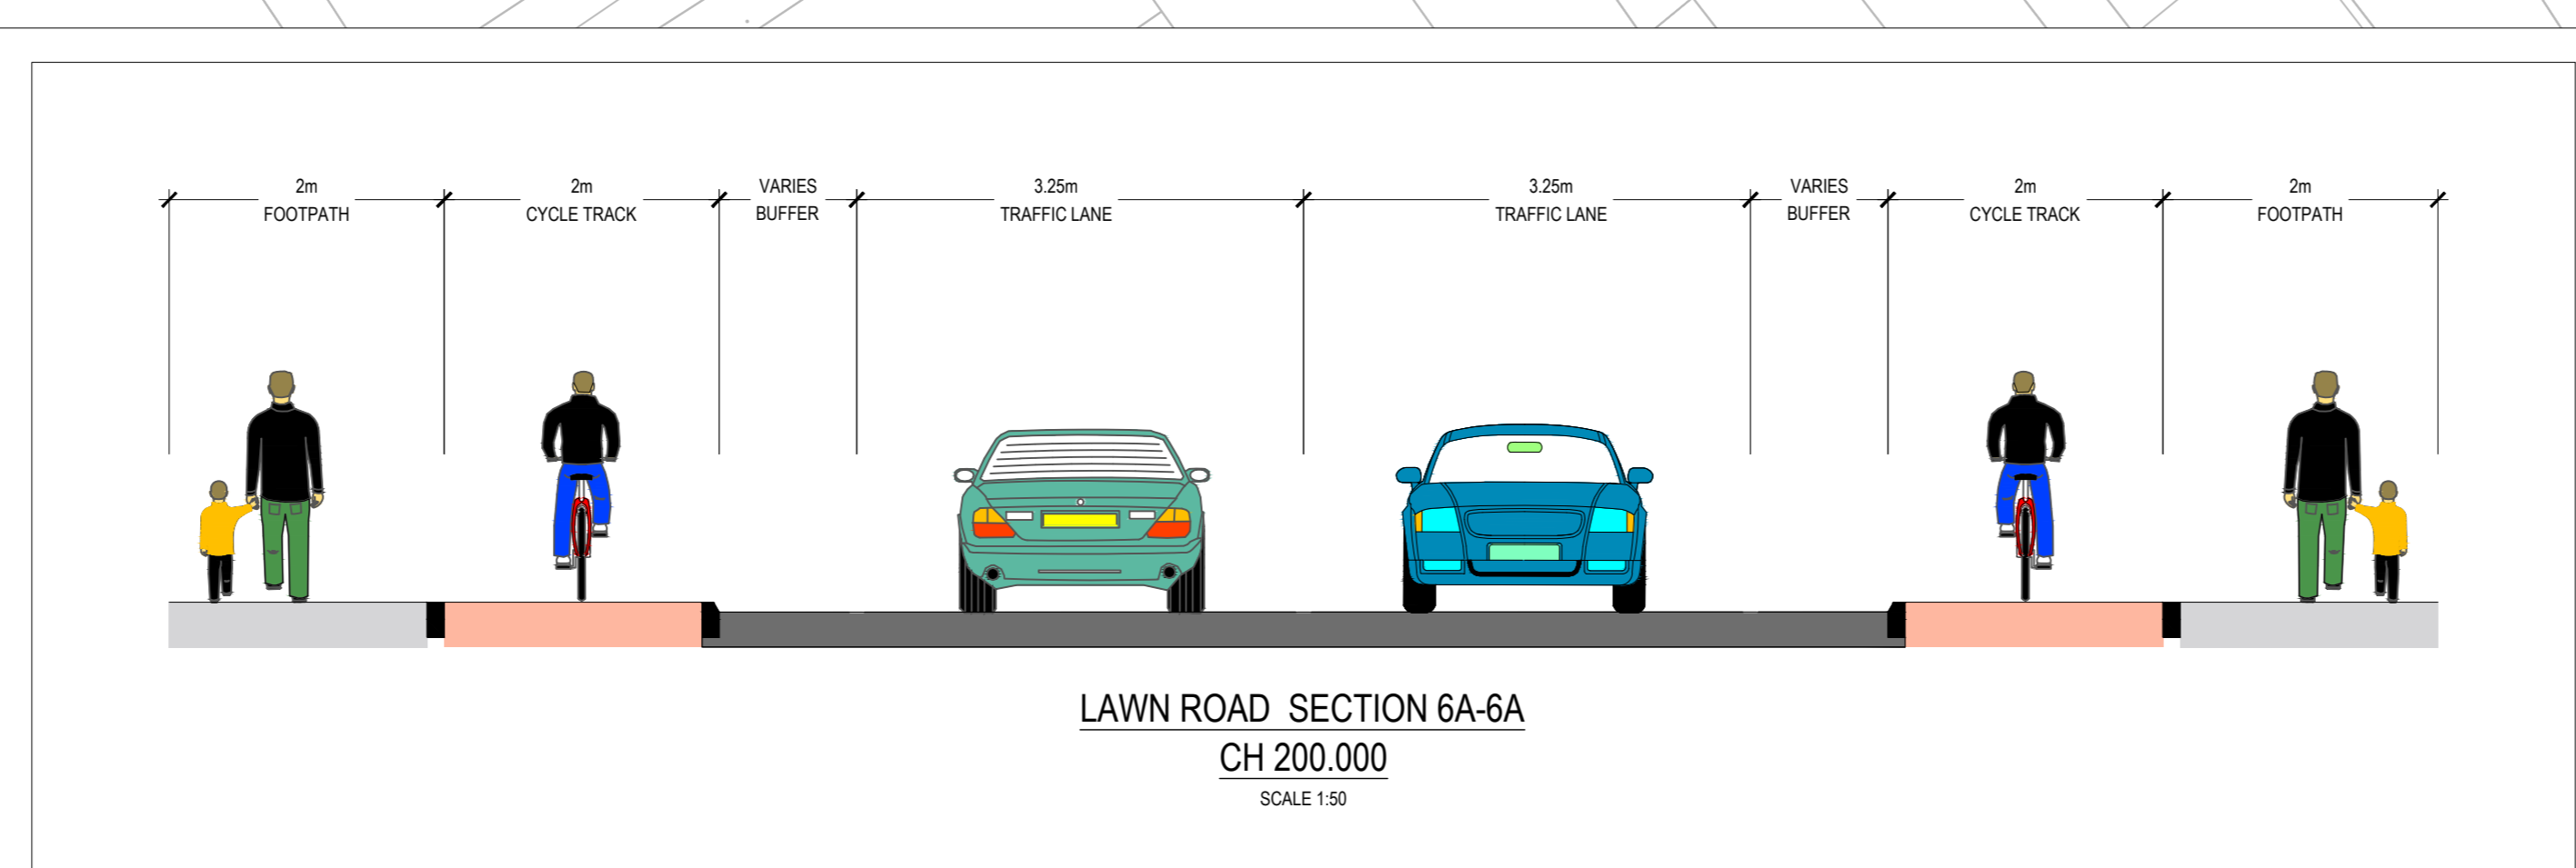 2m
FOOTPATH
2m
CYCLE TRACK
VARIES
BUFFER
3.25m
TRAFFIC LANE
3.25m
TRAFFIC LANE
VARIES
BUFFER
2m
CYCLE TRACK
2m
FOOTPATH
LAWN ROAD  SECTION 6A-6A
CH 200.000
SCALE 1:50